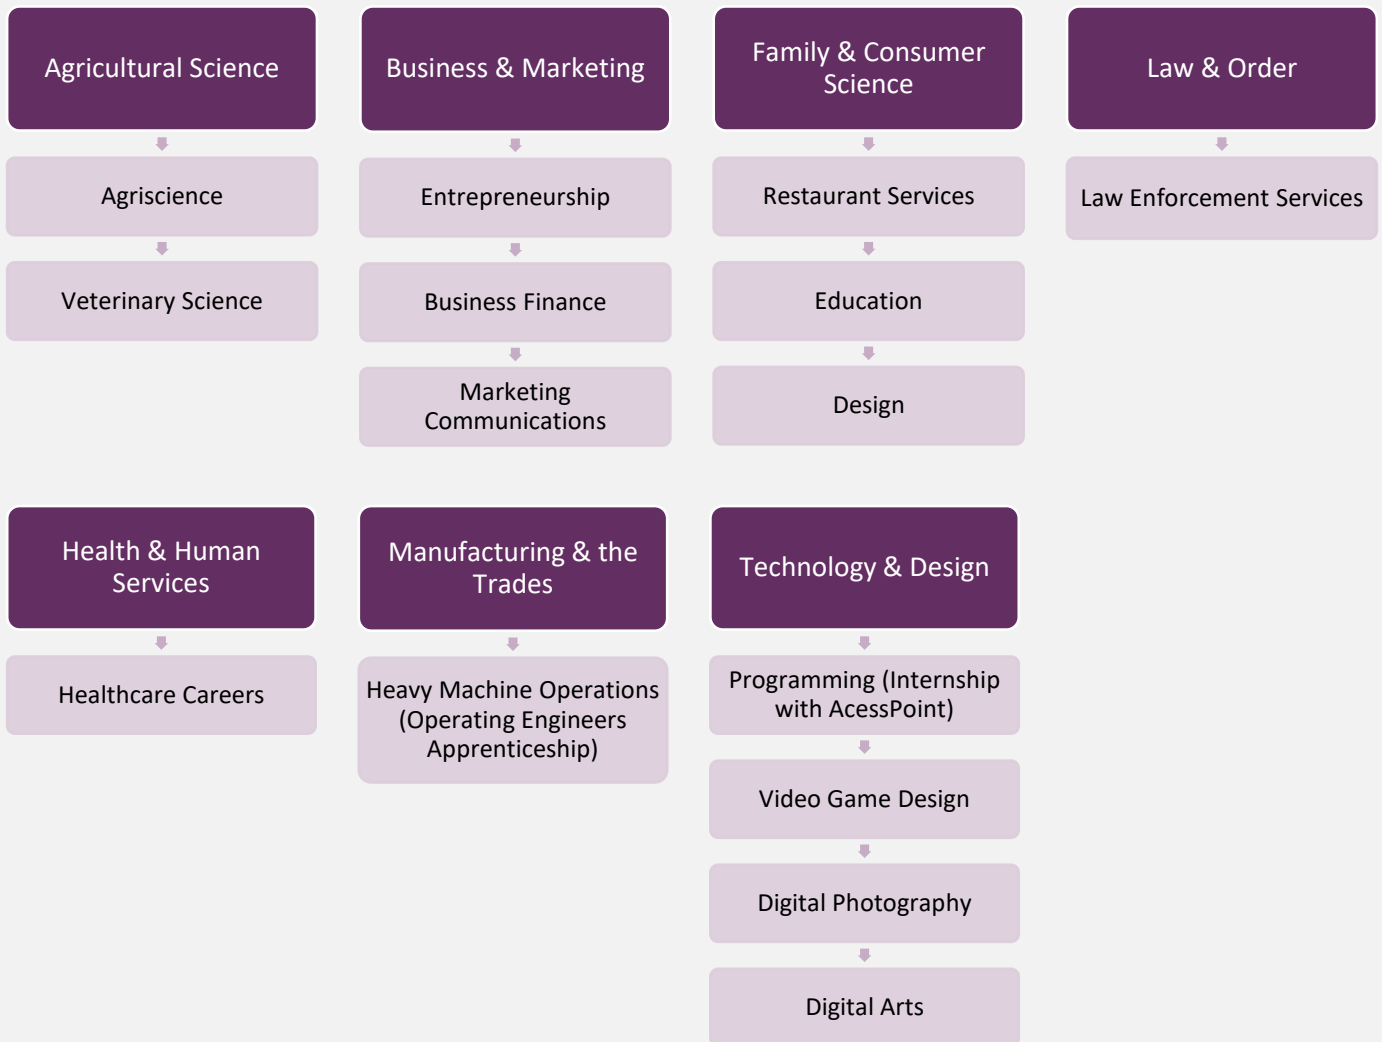 Agricultural Science
Agriscience
Veterinary Science
Business & Marketing
Entrepreneurship
Business Finance
Marketing
Communications
Family & Consumer
Science
Restaurant Services
Education
Design
Law & Order
Law Enforcement Services
Health & Human
Services
Healthcare Careers
Manufacturing & the
Trades
Heavy Machine Operations
(Operating Engineers
Apprenticeship)
Technology & Design
Programming (Internship
with AcessPoint)
Video Game Design
Digital Photography
Digital Arts